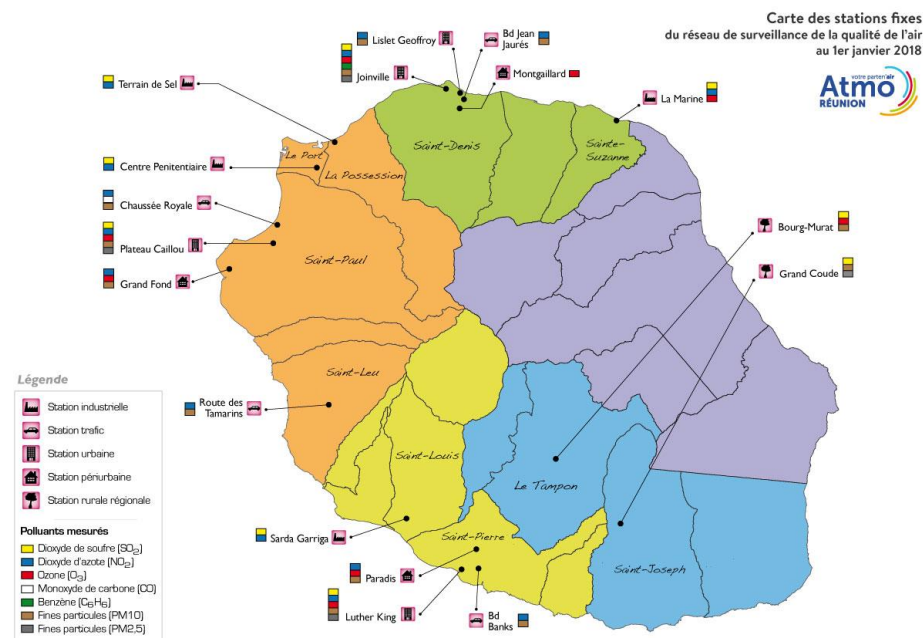 Carte des stations fixes
du réseau de surveillance de la qualité de l'air
au 1er janvier 2018
votre parten'air
Atmo
RÉUNION
Lislet Geoffroy
Bd Jean
Jaurés
Joinville
Montgaillard
Terrain de Sel
La Marine
Saint-Denis
Sainte-
Suzanne
Le Port
La Possession
Centre Penitentiaire
Chaussée Royale
Plateau Caillou
Grand Fond
Saint-Paul
Bourg-Murat
Grand Coude
Saint-Leu
Route des
Tamarins
Saint-Louis
Le Tampon
Sarda Garriga
Saint-Pierre
Saint-Joseph
Paradis
Luther King
Bd
Banks
Légende
Station industrielle
Station trafic
Station urbaine
Station périurbaine
Station rurale régionale
Polluants mesurés
Dioxyde de soufre (SO2)
Dioxyde d'azote (NO2)
Ozone (O3)
Monoxyde de carbone (CO)
Benzène (C6H6)
Fines particules (PM10)
Fines particules (PM2,5)